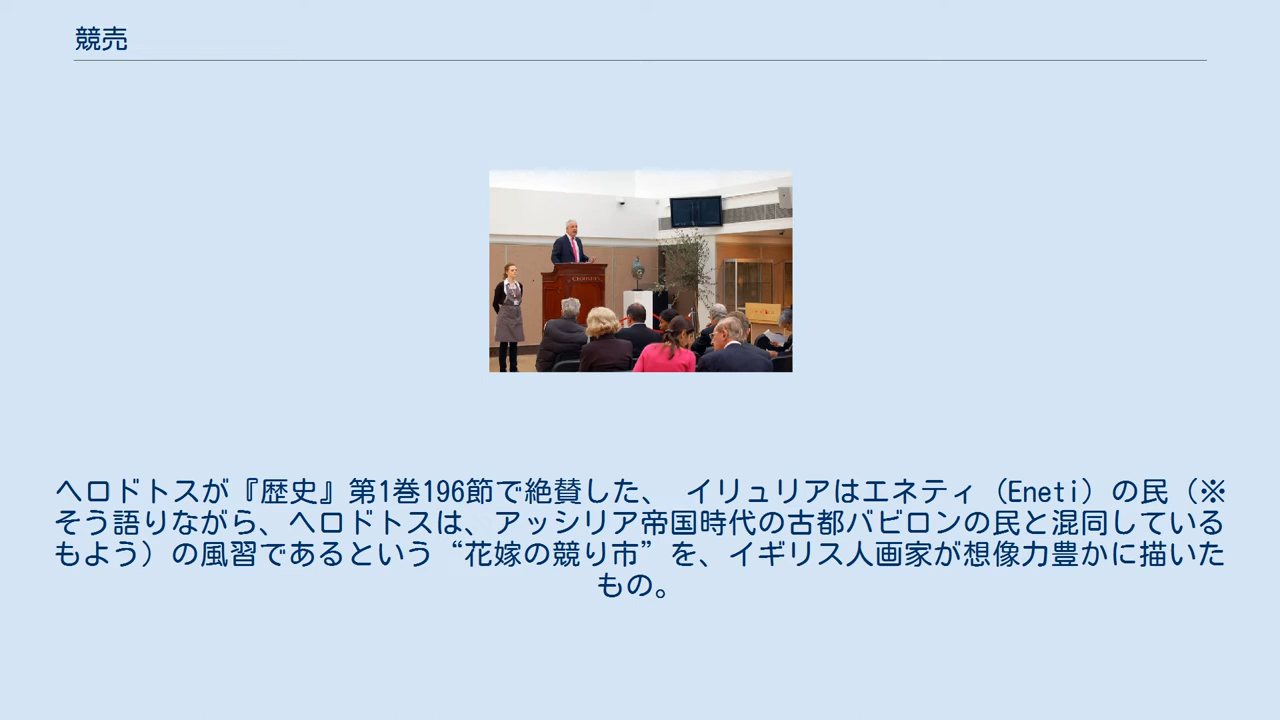 競売
ヘロドトスが『歴史』第1巻196節で絶賛した、 イリュリアはエネティ（Eneti）の民（※
そう語りながら、ヘロドトスは、アッシリア帝国時代の古都バビロンの民と混同している
もよう）の風習であるという“花嫁の競り市”を、イギリス人画家が想像力豊かに描いた
もの。